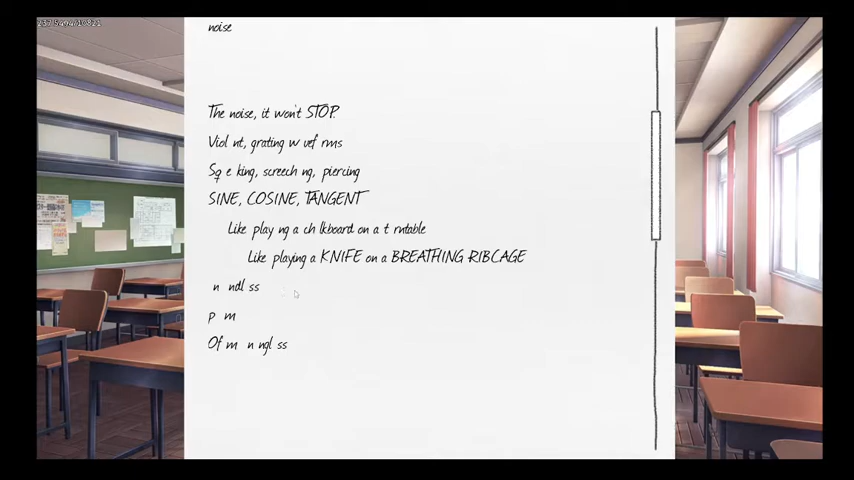 noise
The noise, it won't STOP.
Viol nt, grating w vef rms
Sq e king, screech ng, piercing
SINE, COSINE, TANGENT
Like play ng a ch lkboard on a t rntable
Like playing a KNIFE on a BREATHING RIBCAGE
n ndl ss
p m
Of m n ngl ss